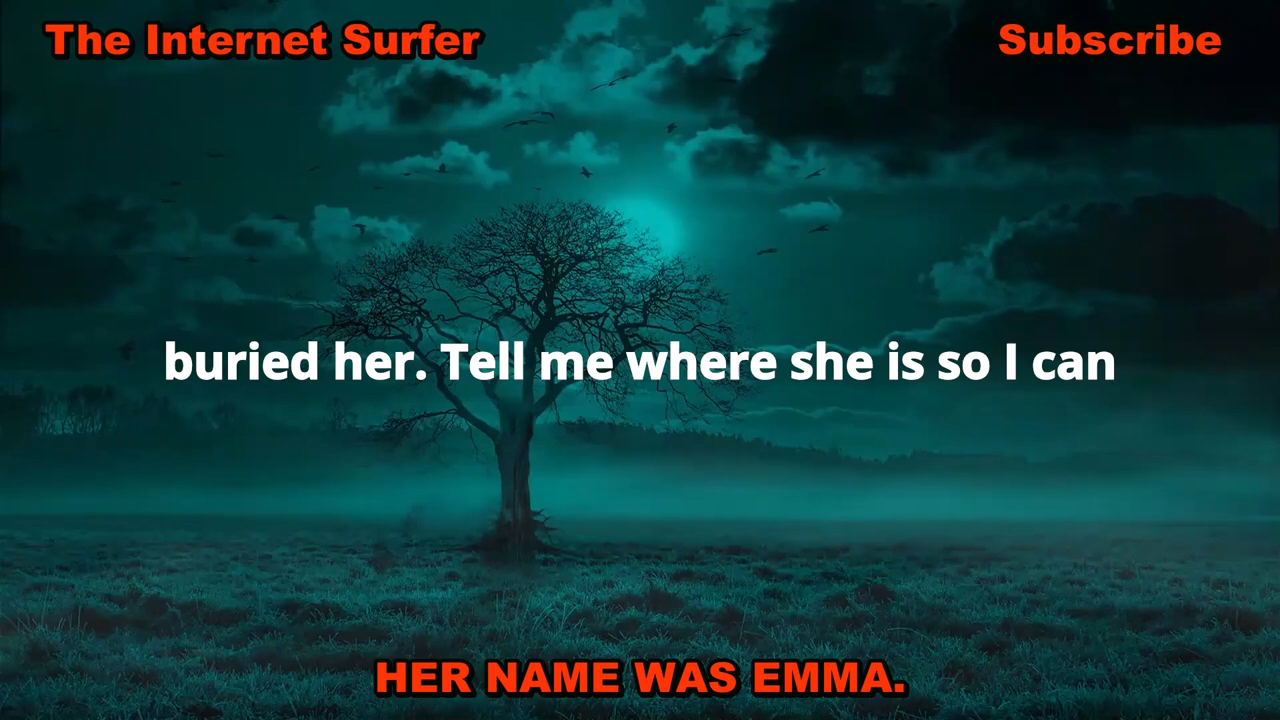 The Internet Surfer
Subscribe
buried her. Tell me where she is so I can
HER NAME WAS EMMA.